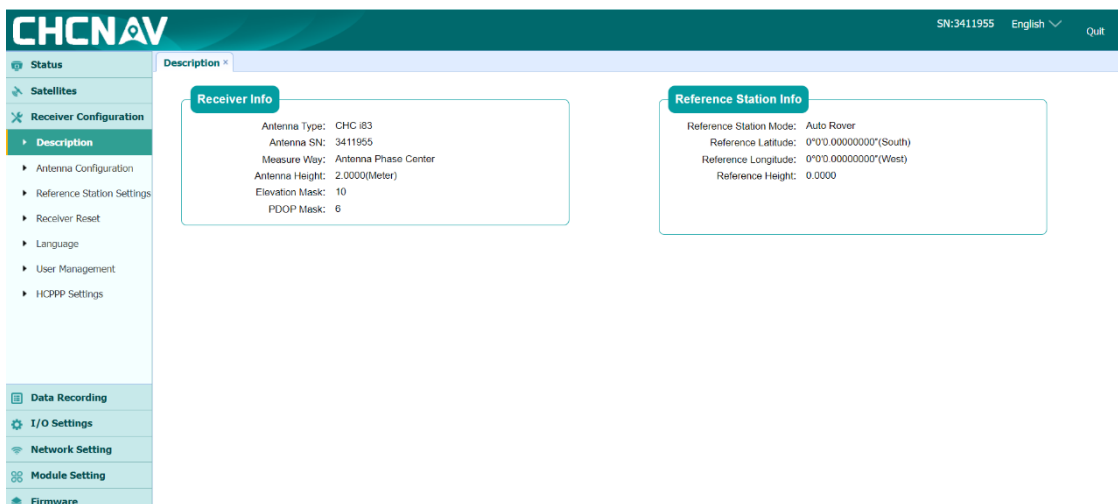 CHCNAV
SN:3411955 English Quit
Status
Satellites
Receiver Configuration
Description
Antenna Configuration
Reference Station Settings
Receiver Reset
Language
User Management
HCPPP Settings
Data Recording
I/O Settings
Network Setting
Module Setting
Firmware
Description ×
Receiver Info
Antenna Type: CHC i83
Antenna SN: 3411955
Measure Way: Antenna Phase Center
Antenna Height: 2.0000(Meter)
Elevation Mask: 10
PDOP Mask: 6
Reference Station Info
Reference Station Mode: Auto Rover
Reference Latitude: 0°0'0.00000000"(South)
Reference Longitude: 0°0'0.00000000"(West)
Reference Height: 0.0000